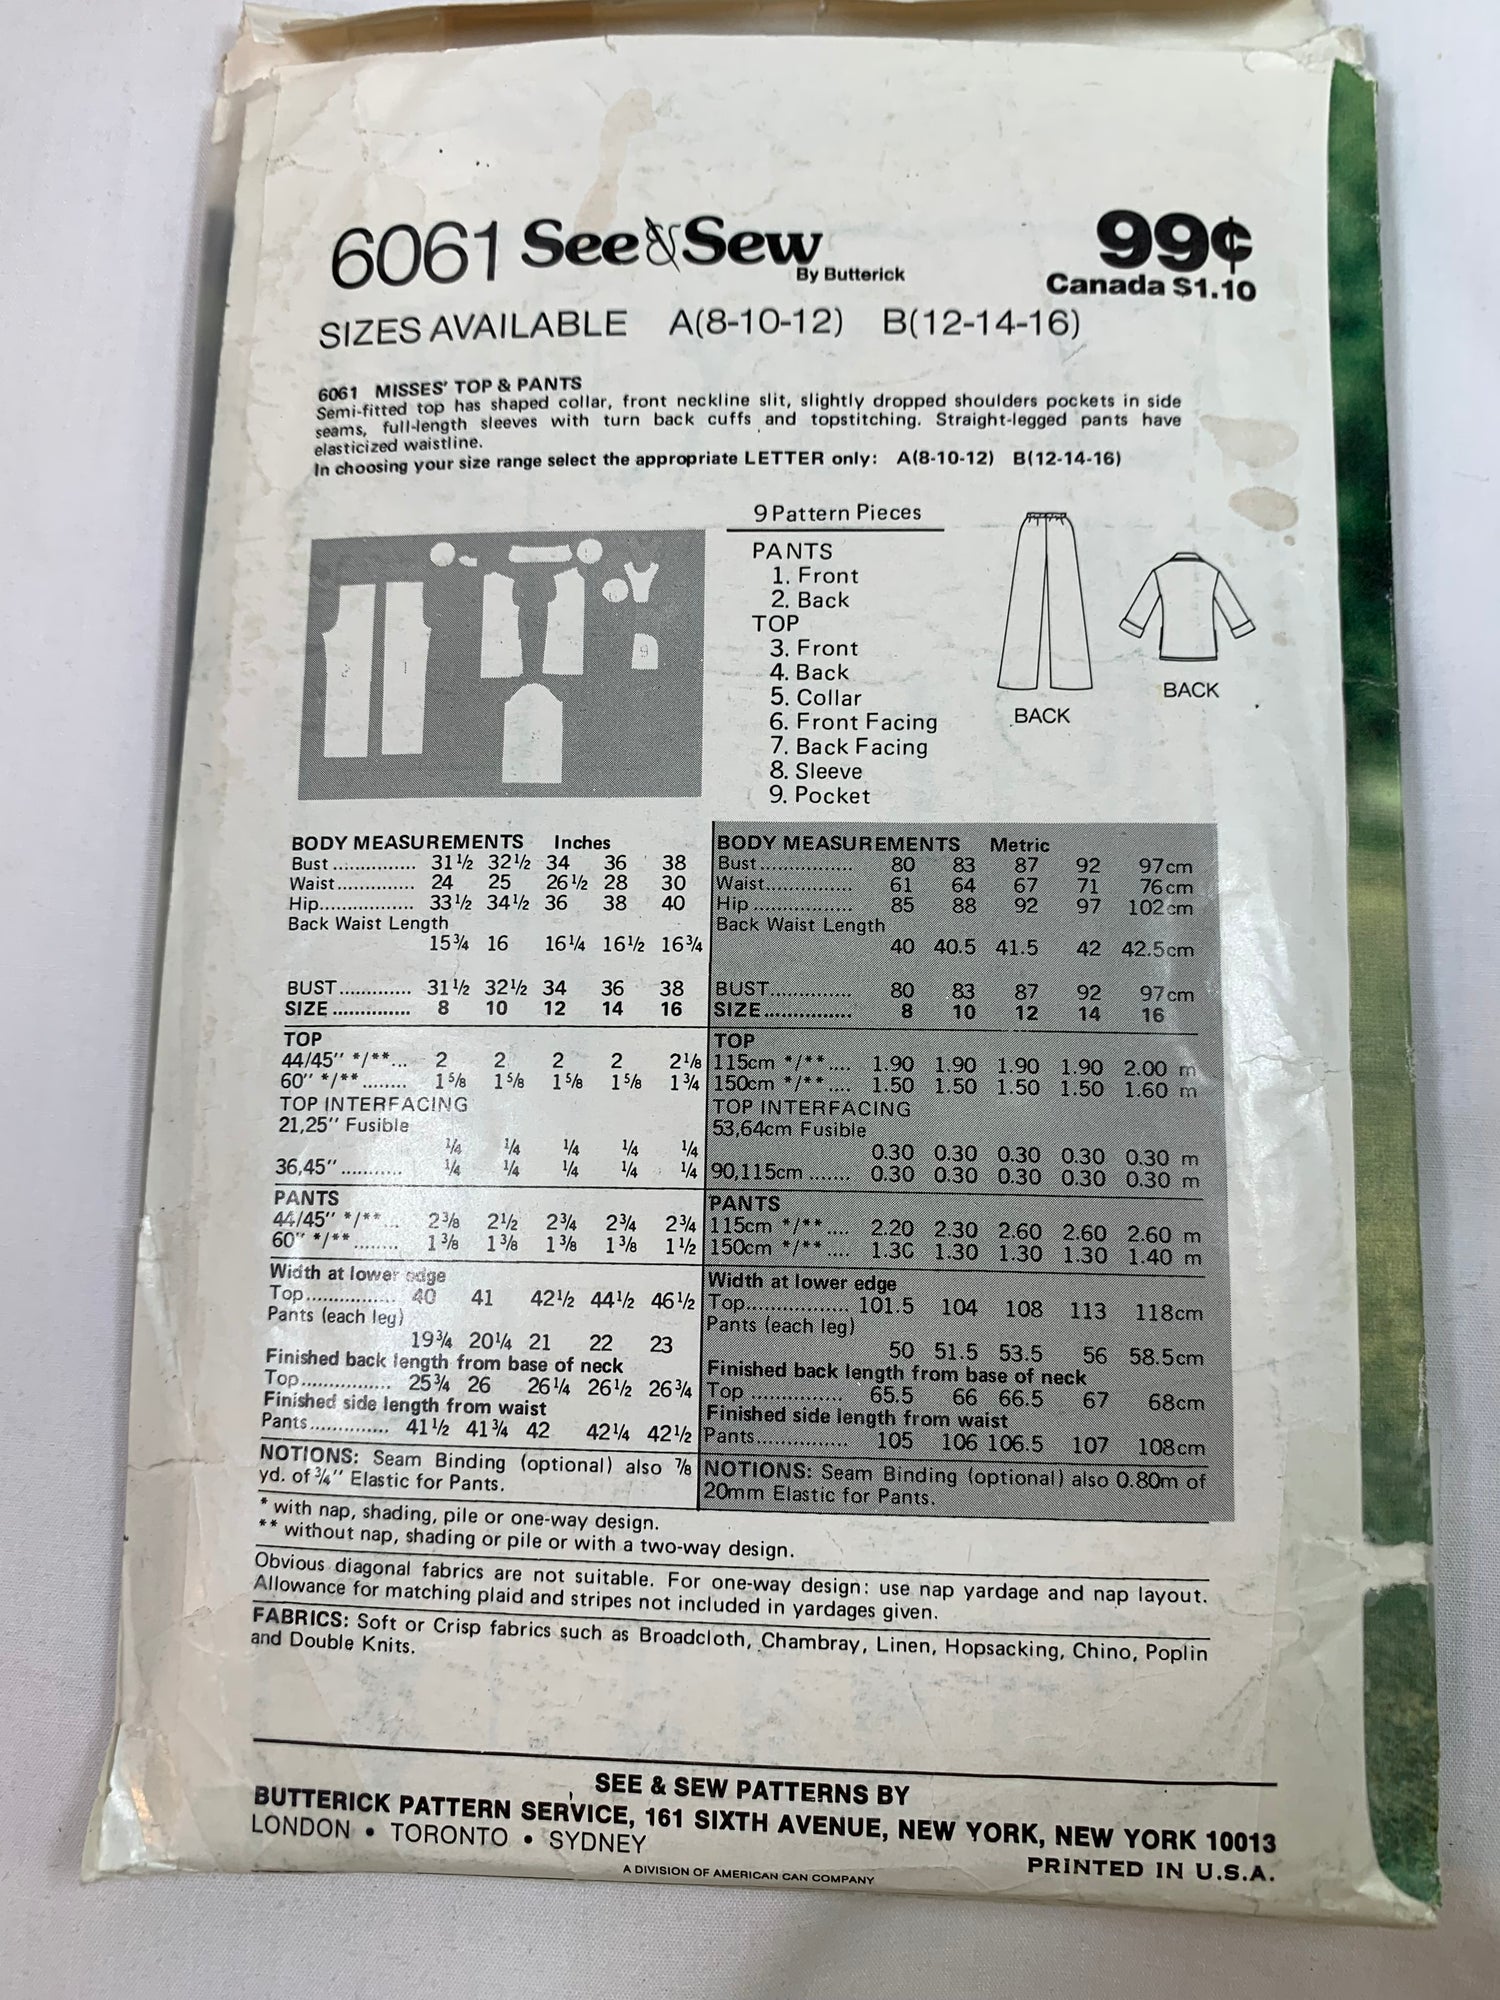 6061 See & Sew 99¢
By Butterick
Canada $1.10
SIZES AVAILABLE A(8-10-12) B(12-14-16)
6061 MISSES' TOP & PANTS
Semi-fitted top has shaped collar, front neckline slit, slightly dropped shoulders pockets in side
seams, full-length sleeves with turn back cuffs and topstitching. Straight-legged pants have
elasticized waistline.
In choosing your size range select the appropriate LETTER only: A(8-10-12) B(12-14-16)
9 Pattern Pieces
PANTS
1. Front
2. Back
TOP
3. Front
4. Back
5. Collar
6. Front Facing
7. Back Facing
8. Sleeve
9. Pocket
2 1 9
BACK
BACK
BODY MEASUREMENTS Inches
Bust ............... 31½ 32½ 34 36 38
Waist.............. 24 25 26½ 28 30
Hip................. 33½ 34½ 36 38 40
Back Waist Length
15¾ 16 16¼ 16½ 16¾
BUST............. 31½ 32½ 34 36 38
SIZE .............. 8 10 12 14 16
TOP
44/45" */**... 2 2 2 2 2⅛
60" */** ........ 1⅝ 1⅝ 1⅝ 1⅝ 1¾
TOP INTERFACING
21,25" Fusible
¼ ¼ ¼ ¼ ¼
36,45" ........... ¼ ¼ ¼ ¼ ¼
PANTS
44/45" */**... 2⅜ 2½ 2¾ 2¾ 2¾
60" */** ........ 1⅜ 1⅜ 1⅜ 1⅜ 1½
Width at lower edge
Top................ 40 41 42½ 44½ 46½
Pants (each leg)
19¾ 20¼ 21 22 23
Finished back length from base of neck
Top................ 25¾ 26 26¼ 26½ 26¾
Finished side length from waist
Pants.............. 41½ 41¾ 42 42¼ 42½
NOTIONS: Seam Binding (optional) also ⅞
yd. of ¾" Elastic for Pants.
BODY MEASUREMENTS Metric
Bust................ 80 83 87 92 97cm
Waist............... 61 64 67 71 76cm
Hip ................. 85 88 92 97 102cm
Back Waist Length
40 40.5 41.5 42 42.5cm
BUST............... 80 83 87 92 97cm
SIZE................ 8 10 12 14 16
TOP
115cm */** .... 1.90 1.90 1.90 1.90 2.00 m
150cm */** .... 1.50 1.50 1.50 1.50 1.60 m
TOP INTERFACING
53,64cm Fusible
0.30 0.30 0.30 0.30 0.30 m
90,115cm ....... 0.30 0.30 0.30 0.30 0.30 m
PANTS
115cm */** .... 2.20 2.30 2.60 2.60 2.60 m
150cm */** .... 1.30 1.30 1.30 1.30 1.40 m
Width at lower edge
Top.................. 101.5 104 108 113 118cm
Pants (each leg)
50 51.5 53.5 56 58.5cm
Finished back length from base of neck
Top ................ 65.5 66 66.5 67 68cm
Finished side length from waist
Pants................ 105 106 106.5 107 108cm
NOTIONS: Seam Binding (optional) also 0.80m of
20mm Elastic for Pants.
* with nap, shading, pile or one-way design.
** without nap, shading or pile or with a two-way design.
Obvious diagonal fabrics are not suitable. For one-way design: use nap yardage and nap layout.
Allowance for matching plaid and stripes not included in yardages given.
FABRICS: Soft or Crisp fabrics such as Broadcloth, Chambray, Linen, Hopsacking, Chino, Poplin
and Double Knits.
SEE & SEW PATTERNS BY
BUTTERICK PATTERN SERVICE, 161 SIXTH AVENUE, NEW YORK, NEW YORK 10013
LONDON • TORONTO • SYDNEY
PRINTED IN U.S.A.
A DIVISION OF AMERICAN CAN COMPANY